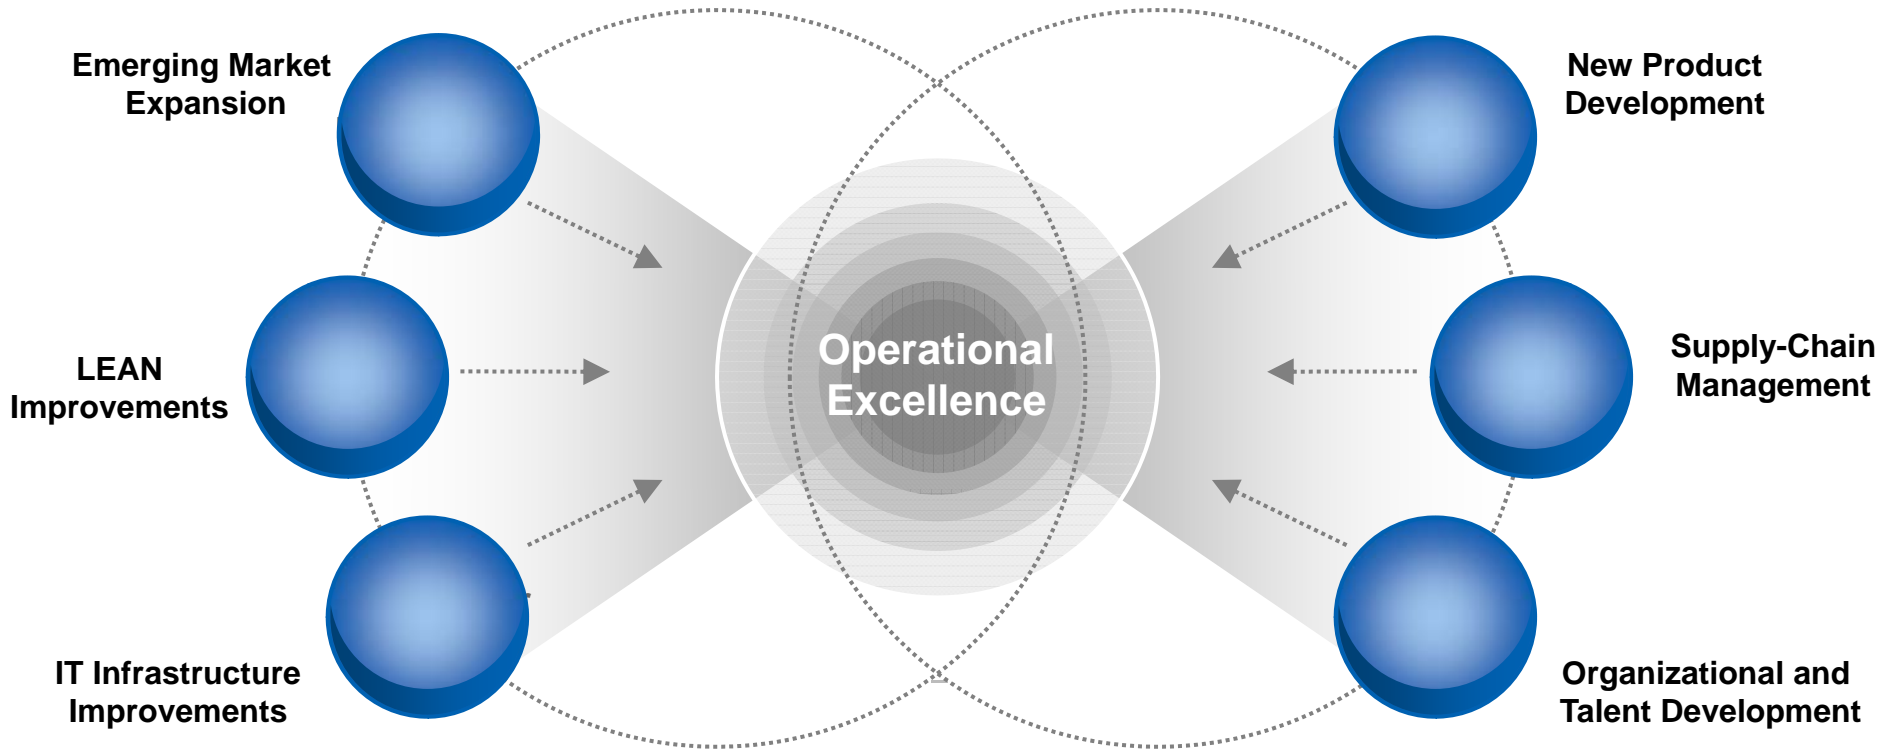 Emerging Market
Expansion
LEAN
Improvements
IT Infrastructure
Improvements
Operational
Excellence
New Product
Development
Supply-Chain
Management
Organizational and
Talent Development